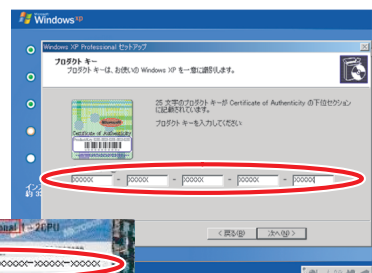 Microsoft
Windows xp
Windows XP Professional セットアップ
プロダクト キー
プロダクト キーは、お使いの Windows XP を一意に識別します。
25 文字のプロダクト キーが Certificate of Authenticity の下位セクション
に記載されています。
プロダクト キーを入力してください
Certificate of Authenticity
XXXXX - XXXXX - XXXXX - XXXXX - XXXXX
< 戻る(B)
次へ(N) >
1-2CPU
XXXXX-XXXXX-XXXXX